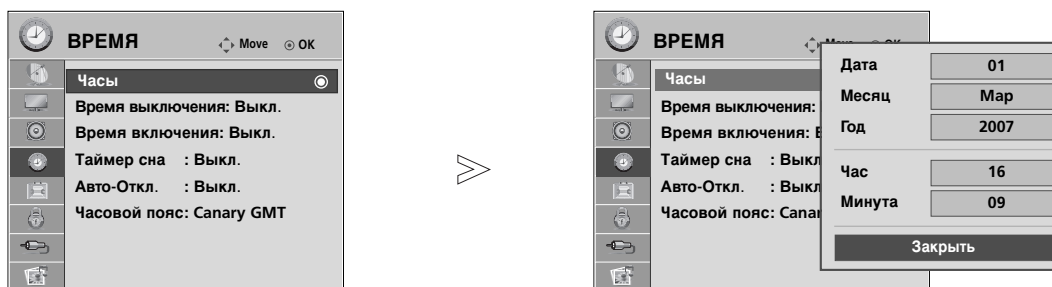 ВРЕМЯ Move OK
Часы
Время выключения: Выкл.
Время включения: Выкл.
Таймер сна : Выкл.
Авто-Откл. : Выкл.
Часовой пояс: Canary GMT
>
ВРЕМЯ
Часы
Время выключения:
Время включения:
Таймер сна : Выкл
Авто-Откл. : Выкл
Часовой пояс: Canar
Дата 01
Месяц Мар
Год 2007
Час 16
Минута 09
Закрыть